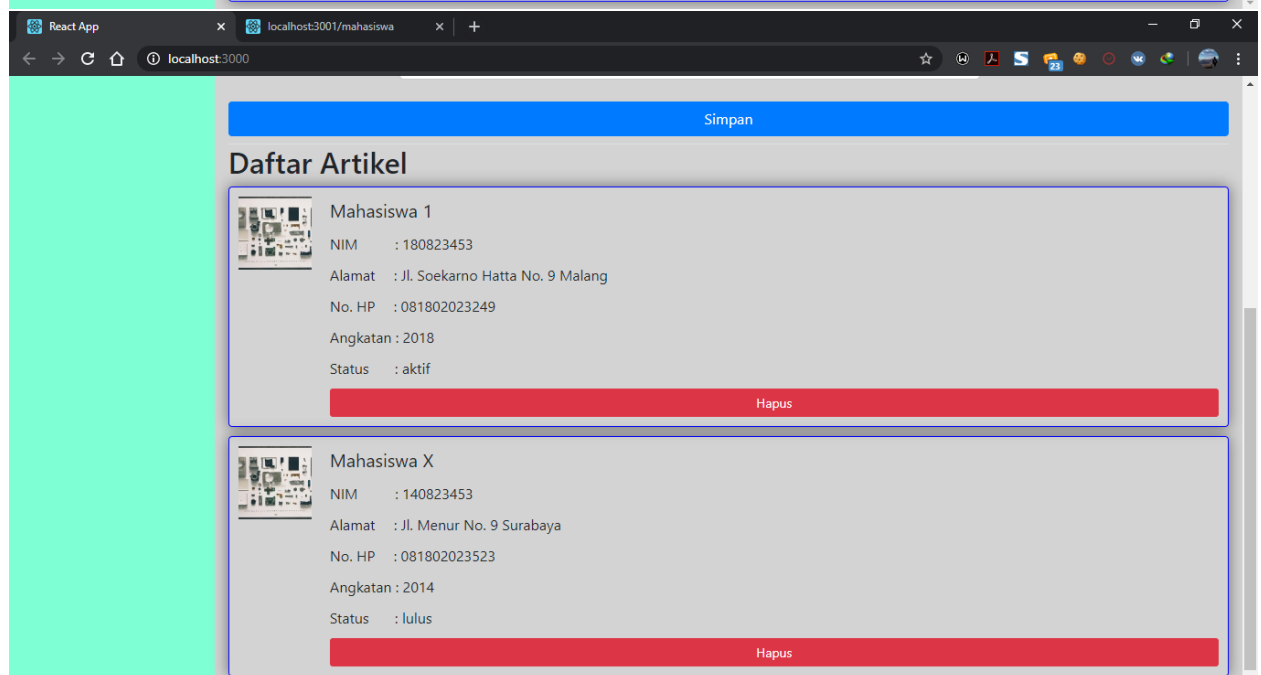 React App
localhost:3001/mahasiswa
localhost:3000
23
Simpan
Daftar Artikel
Mahasiswa 1
NIM : 180823453
Alamat : Jl. Soekarno Hatta No. 9 Malang
No. HP : 081802023249
Angkatan : 2018
Status : aktif
Hapus
Mahasiswa X
NIM : 140823453
Alamat : Jl. Menur No. 9 Surabaya
No. HP : 081802023523
Angkatan : 2014
Status : lulus
Hapus